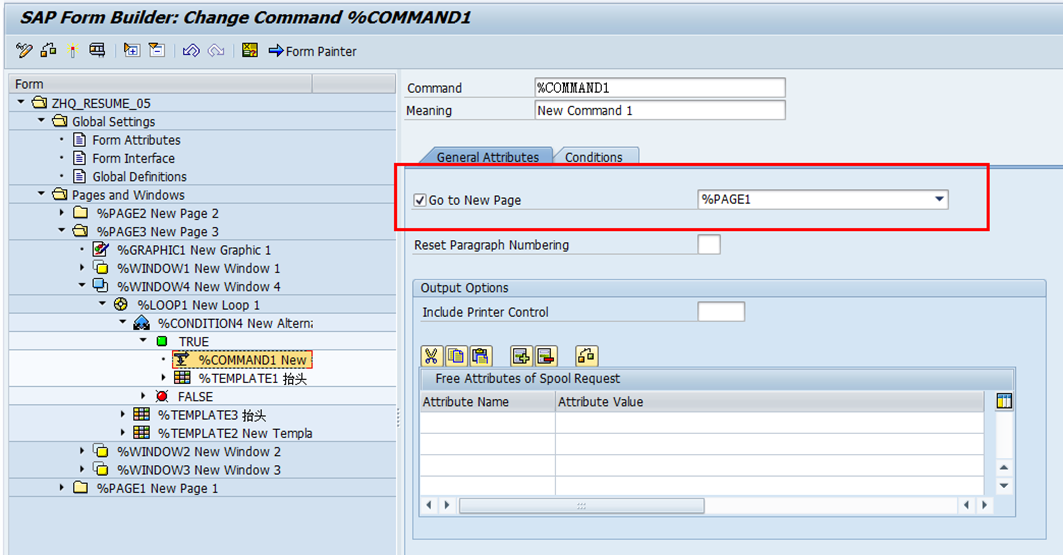 SAP Form Builder: Change Command %COMMAND1
Form Painter
Form
ZHQ_RESUME_05
Global Settings
Form Attributes
Form Interface
Global Definitions
Pages and Windows
%PAGE2 New Page 2
%PAGE3 New Page 3
%GRAPHIC1 New Graphic 1
%WINDOW1 New Window 1
%WINDOW4 New Window 4
%LOOP1 New Loop 1
%CONDITION4 New Altern
TRUE
%COMMAND1 New
%TEMPLATE1 抬头
FALSE
%TEMPLATE3 抬头
%TEMPLATE2 New Templa
%WINDOW2 New Window 2
%WINDOW3 New Window 3
%PAGE1 New Page 1
Command %COMMAND1
Meaning New Command 1
General Attributes Conditions
Go to New Page %PAGE1
Reset Paragraph Numbering
Output Options
Include Printer Control
Free Attributes of Spool Request
Attribute Name Attribute Value